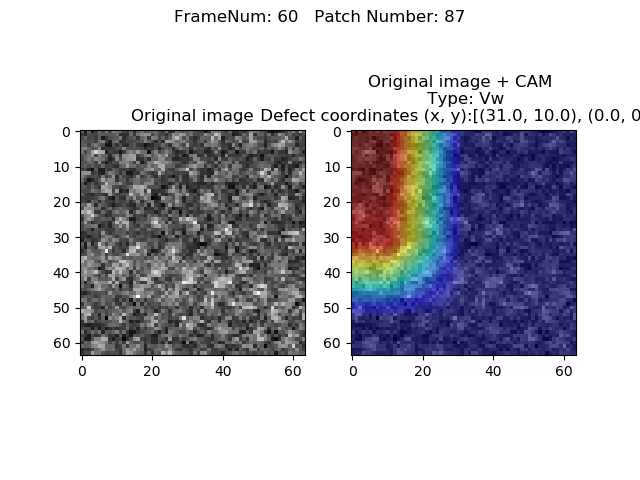 FrameNum: 60   Patch Number: 87
Original image
0
10
20
30
40
50
60
0 20 40 60
Original image + CAM
Type: Vw
Defect coordinates (x, y):[(31.0, 10.0), (0.0, 0
0
10
20
30
40
50
60
0 20 40 60